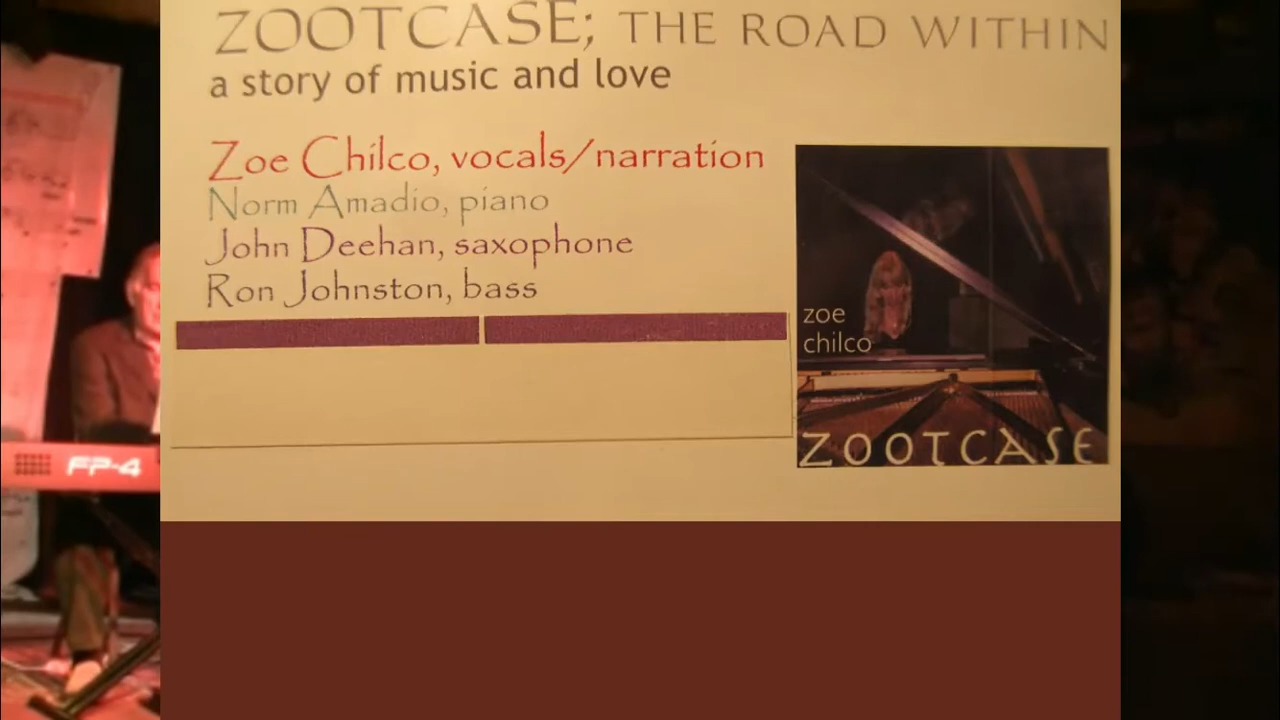 ZOOTCASE; THE ROAD WITHIN
a story of music and love
Zoe Chilco, vocals/narration
Norm Amadio, piano
John Deehan, saxophone
Ron Johnston, bass
zoe
chilco
ZOOTCASE
FP-4